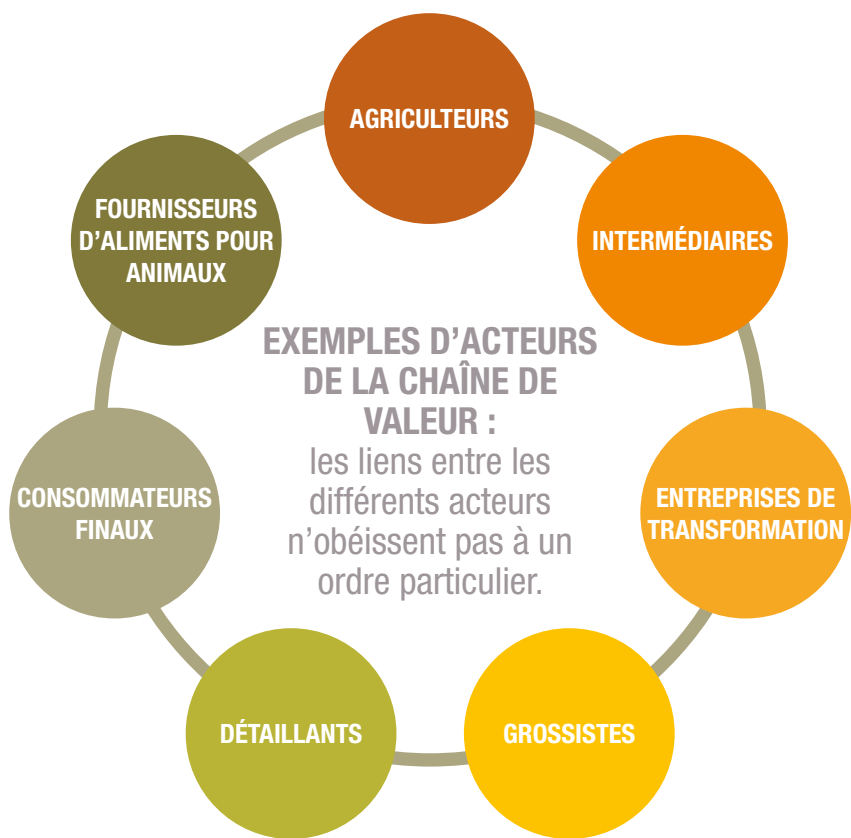 AGRICULTEURS
INTERMÉDIAIRES
ENTREPRISES DE
TRANSFORMATION
GROSSISTES
DÉTAILLANTS
CONSOMMATEURS
FINAUX
FOURNISSEURS
D’ALIMENTS POUR
ANIMAUX
EXEMPLES D’ACTEURS
DE LA CHAÎNE DE
VALEUR :
les liens entre les
différents acteurs
n’obéissent pas à un
ordre particulier.